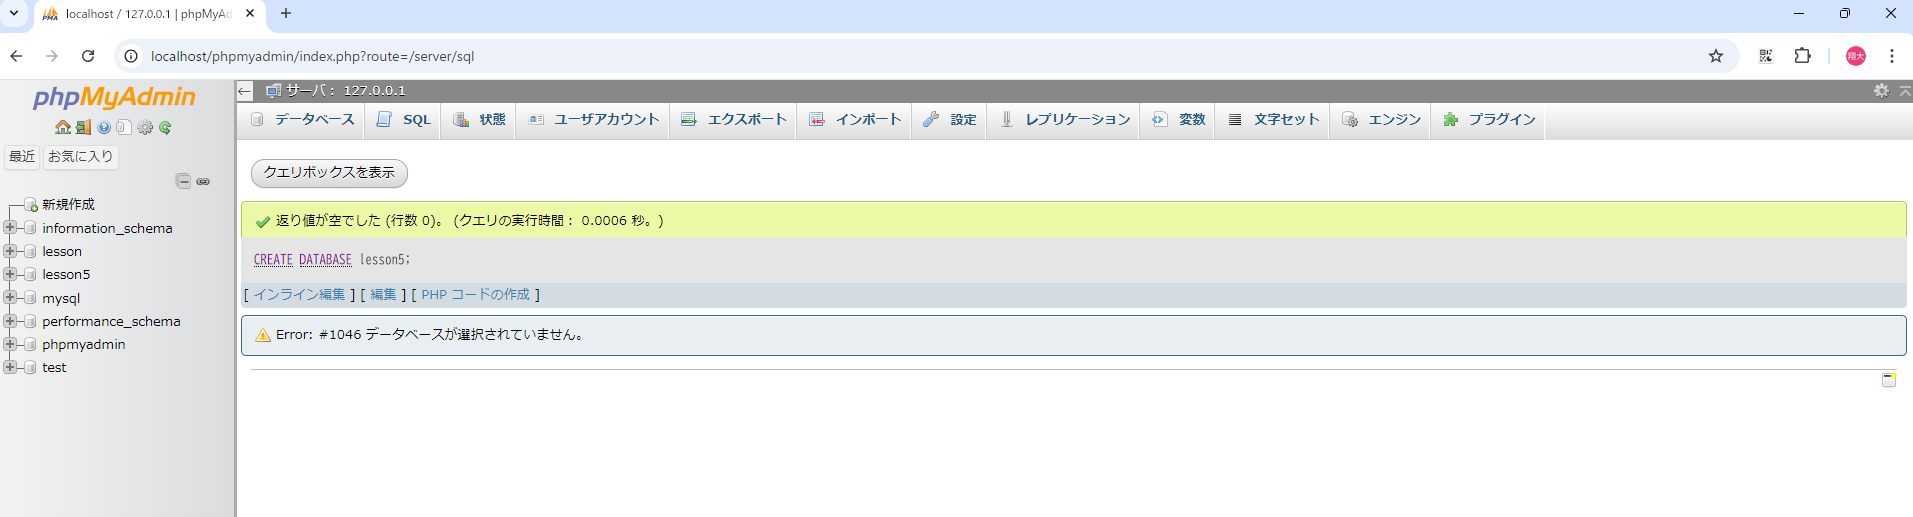 localhost / 127.0.0.1 | phpMyAd
localhost/phpmyadmin/index.php?route=/server/sql
翔大
phpMyAdmin
最近 お気に入り
新規作成
information_schema
lesson
lesson5
mysql
performance_schema
phpmyadmin
test
サーバ： 127.0.0.1
データベース SQL 状態 ユーザアカウント エクスポート インポート 設定 レプリケーション 変数 文字セット エンジン プラグイン
クエリボックスを表示
返り値が空でした (行数 0)。 (クエリの実行時間： 0.0006 秒。)
CREATE DATABASE lesson5;
[ インライン編集 ] [ 編集 ] [ PHP コードの作成 ]
Error: #1046 データベースが選択されていません。